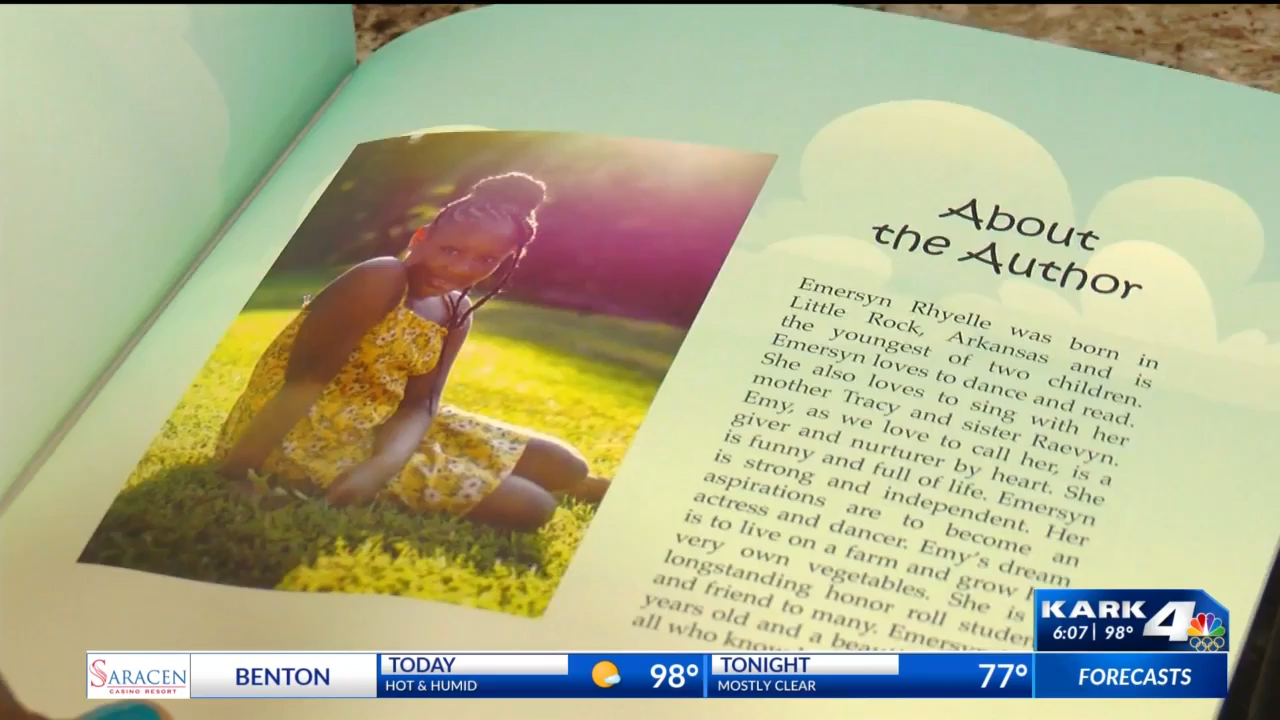 About
the Author
Emersyn Rhyelle was born in
Little Rock, Arkansas and is
the youngest of two children.
Emersyn loves to dance and read.
She also loves to sing with her
mother Tracy and sister Raevyn.
Emy, as we love to call her, is a
giver and nurturer by heart. She
is funny and full of life. Emersyn
is strong and independent. Her
aspirations are to become an
actress and dancer. Emy's dream
is to live on a farm and grow
very own vegetables. She is
longstanding honor roll
and friend to many.
years old and a
all who
KARK 4
6:07 | 98°
SARACEN
CASINO RESORT
BENTON
TODAY
HOT & HUMID
98°
TONIGHT
MOSTLY CLEAR
77°
FORECASTS